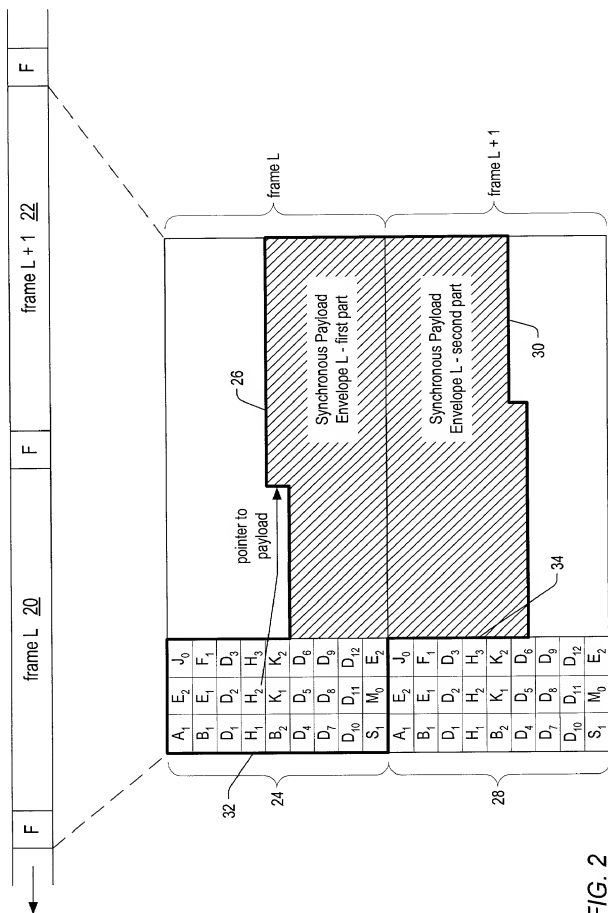 F
frame L 20
F
frame L + 1 22
F
32
24
A1 E2 J0
B1 E1 F1
D1 D2 D3
H1 H2 H3
B2 K1 K2
D4 D5 D6
D7 D8 D9
D10 D11 D12
S1 M0 E2
pointer to
payload
26
Synchronous Payload
Envelope L - first part
frame L
28
A1 E2 J0
B1 E1 F1
D1 D2 D3
H1 H2 H3
B2 K1 K2
D4 D5 D6
D7 D8 D9
D10 D11 D12
S1 M0 E2
34
Synchronous Payload
Envelope L - second part
30
frame L + 1
FIG. 2